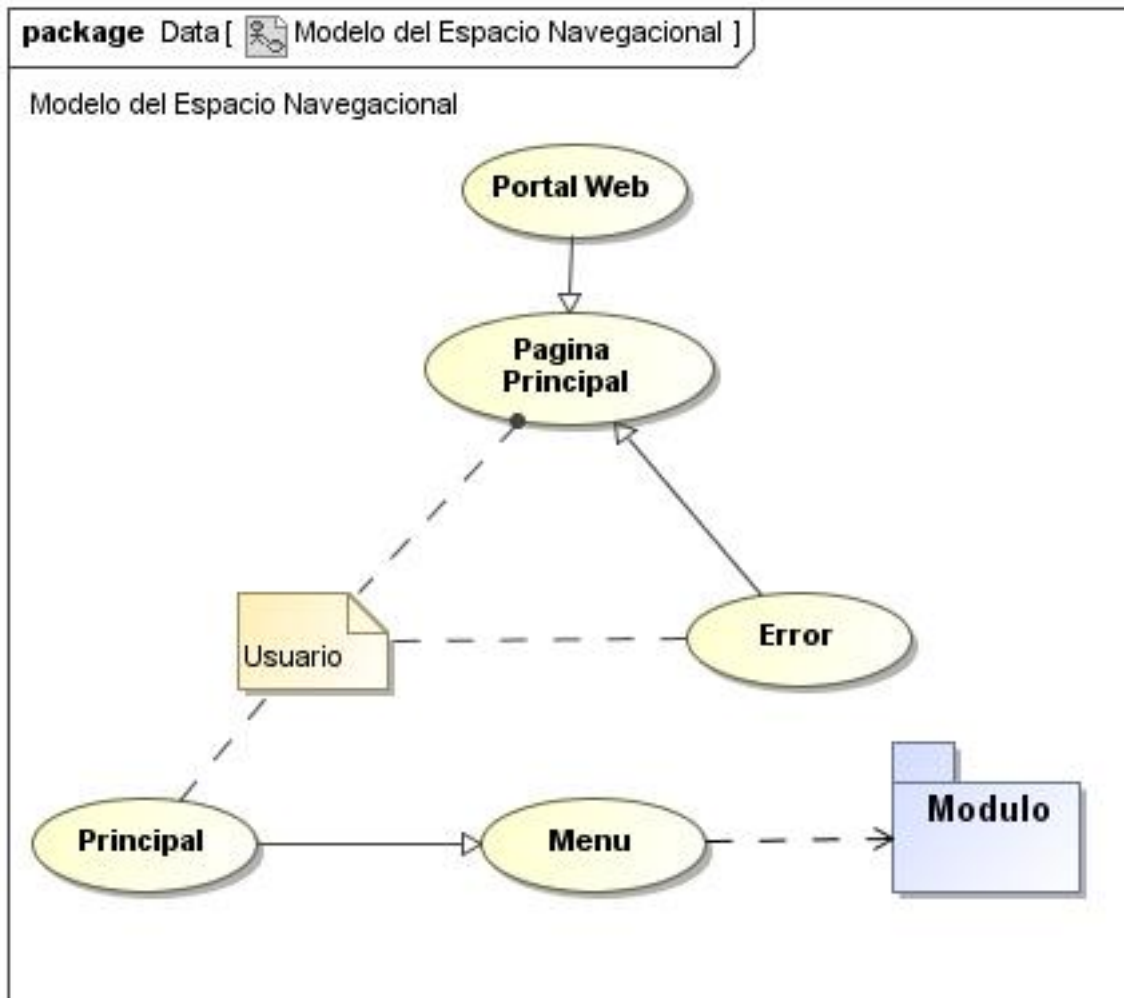 package Data [ Modelo del Espacio Navegacional ]
Modelo del Espacio Navegacional
Portal Web
Pagina
Principal
Usuario
Error
Principal
Menu
Modulo